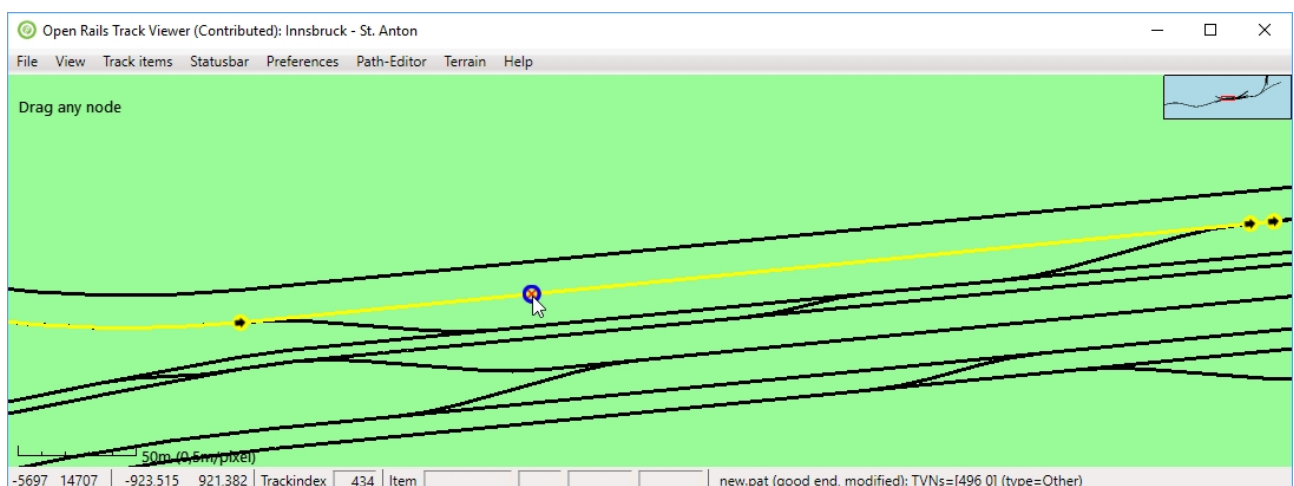 Open Rails Track Viewer (Contributed): Innsbruck - St. Anton
File View Track items Statusbar Preferences Path-Editor Terrain Help
Drag any node
50m (0,5m/pixel)
-5697 14707 -923.515 921.382 Trackindex 434 Item new.pat (good end, modified): TVNs=[496 0] (type=Other)